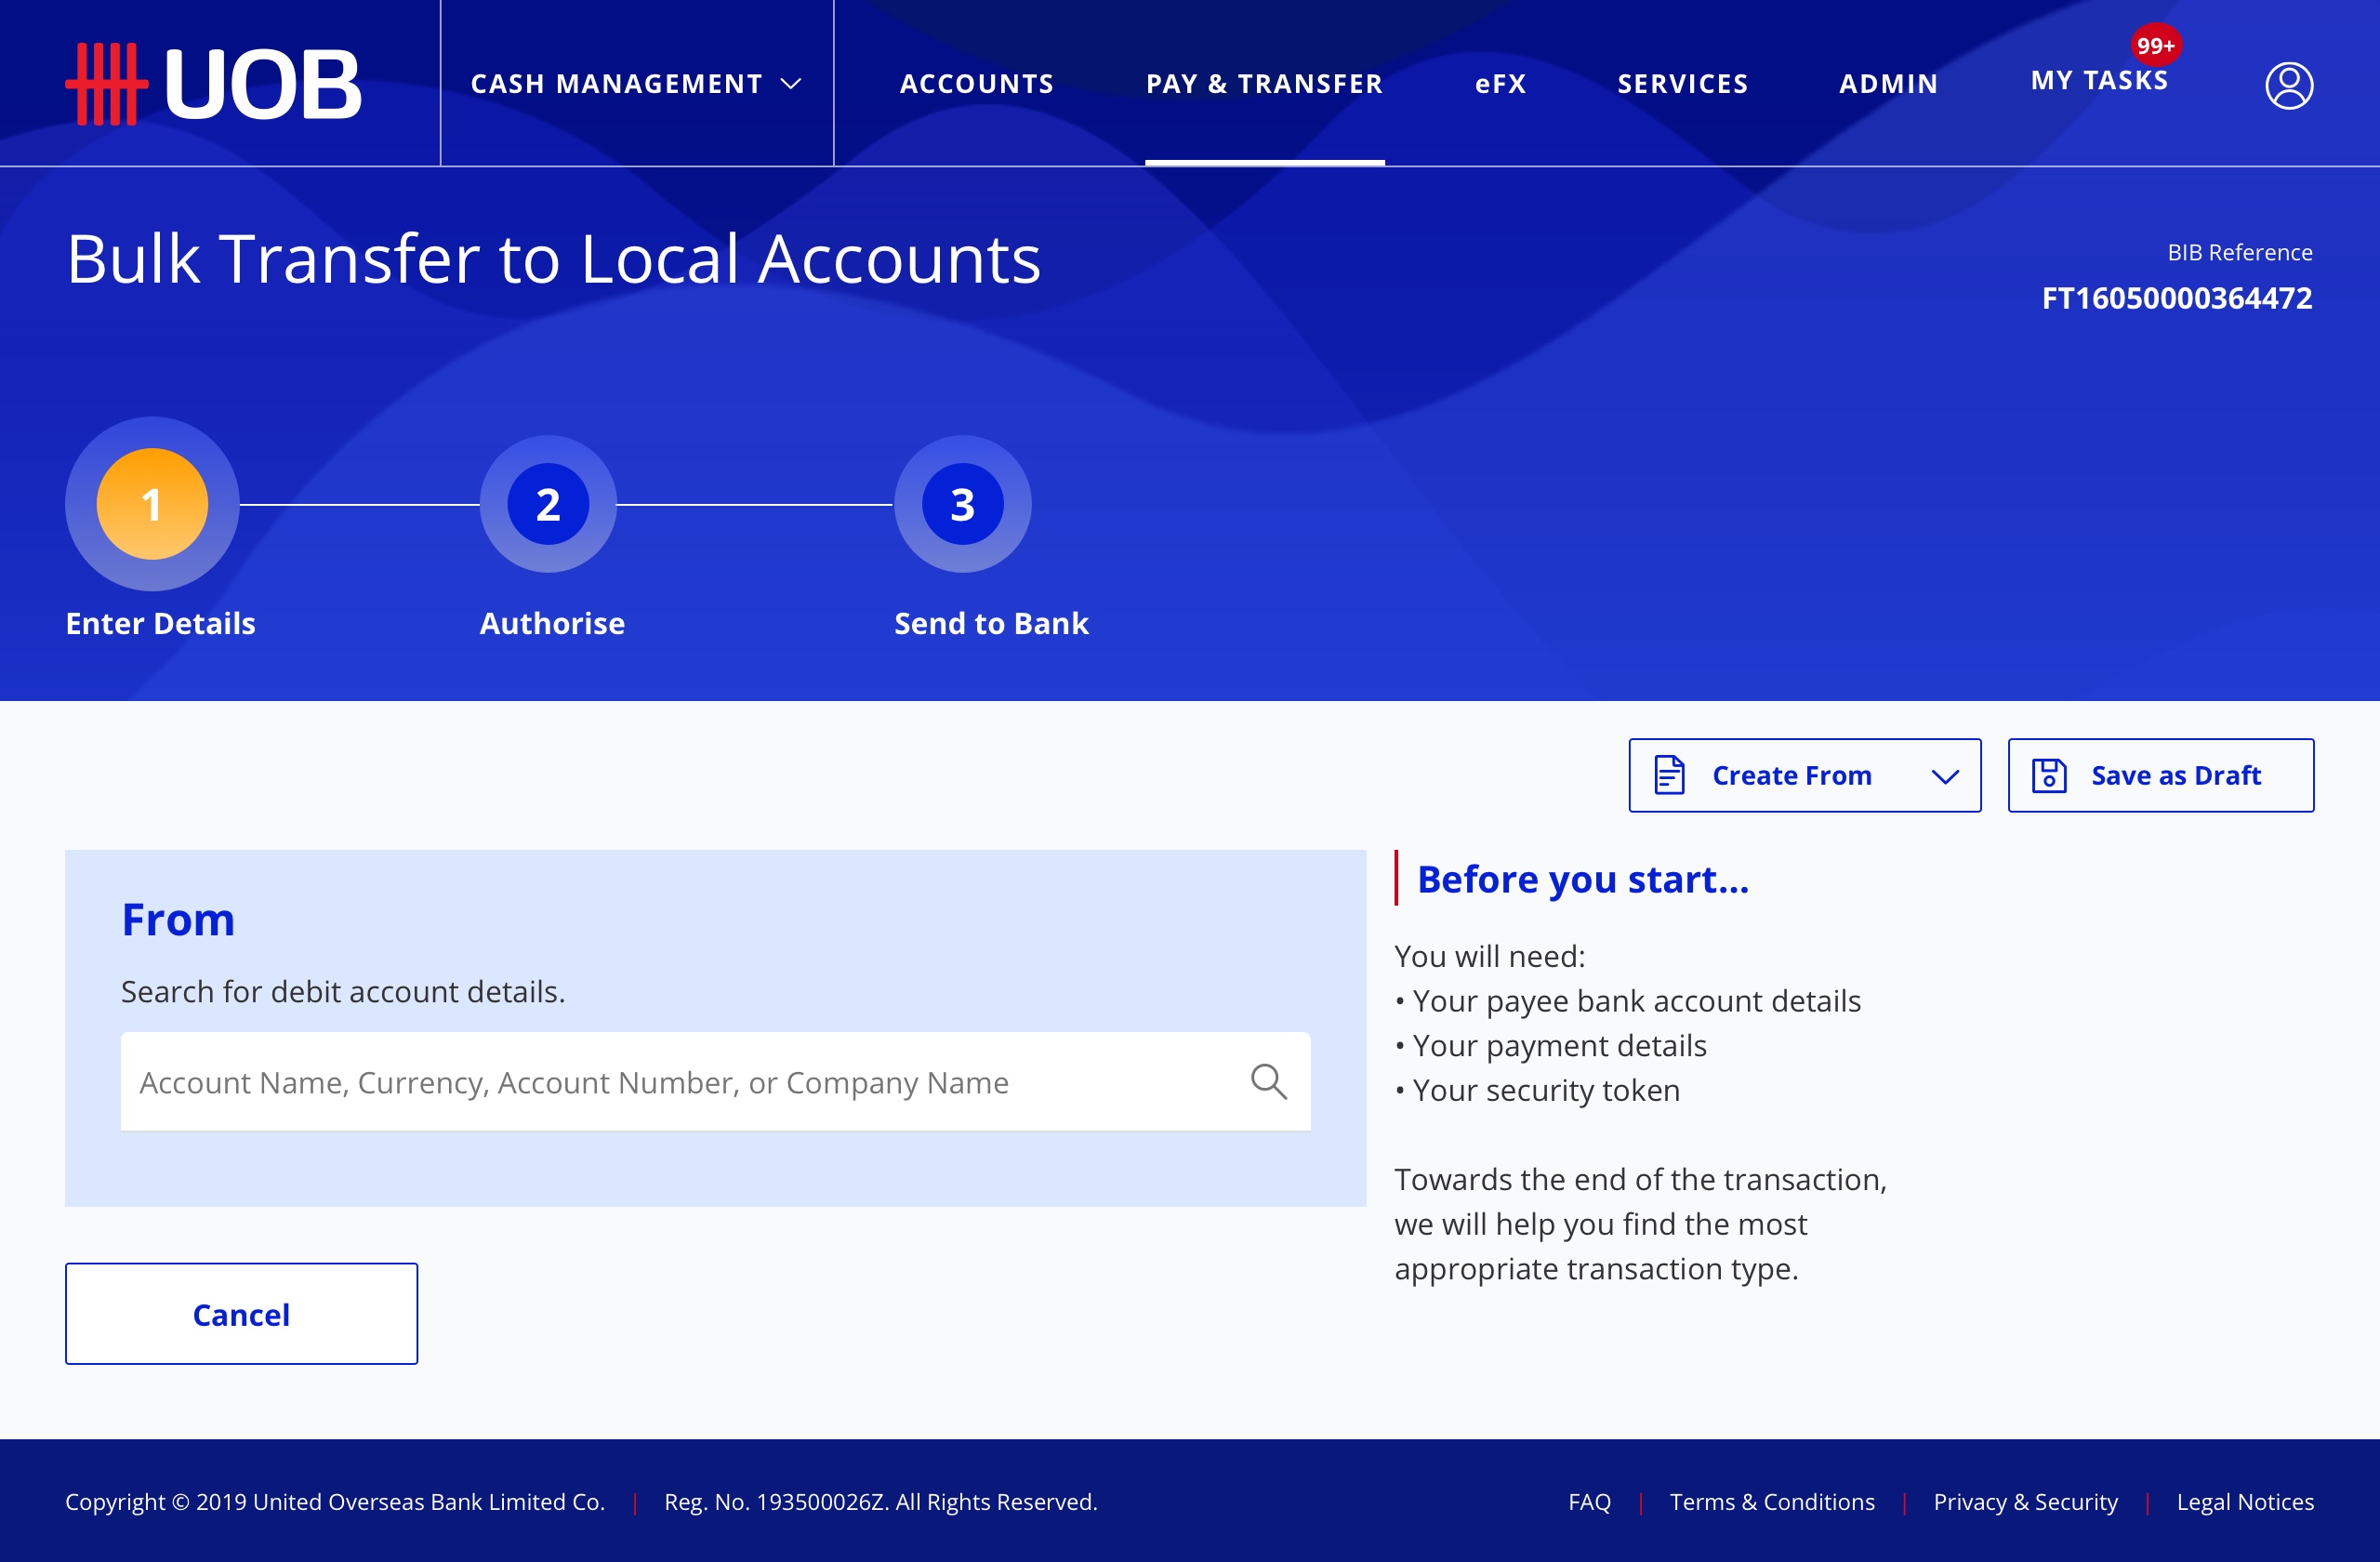 UOB
CASH MANAGEMENT
ACCOUNTS
PAY & TRANSFER
eFX
SERVICES
ADMIN
MY TASKS
99+
Bulk Transfer to Local Accounts
BIB Reference
FT16050000364472
1
2
3
Enter Details
Authorise
Send to Bank
Create From
Save as Draft
From
Search for debit account details.
Account Name, Currency, Account Number, or Company Name
Cancel
Before you start...
You will need:
• Your payee bank account details
• Your payment details
• Your security token
Towards the end of the transaction,
we will help you find the most
appropriate transaction type.
Copyright © 2019 United Overseas Bank Limited Co. | Reg. No. 193500026Z. All Rights Reserved.
FAQ | Terms & Conditions | Privacy & Security | Legal Notices